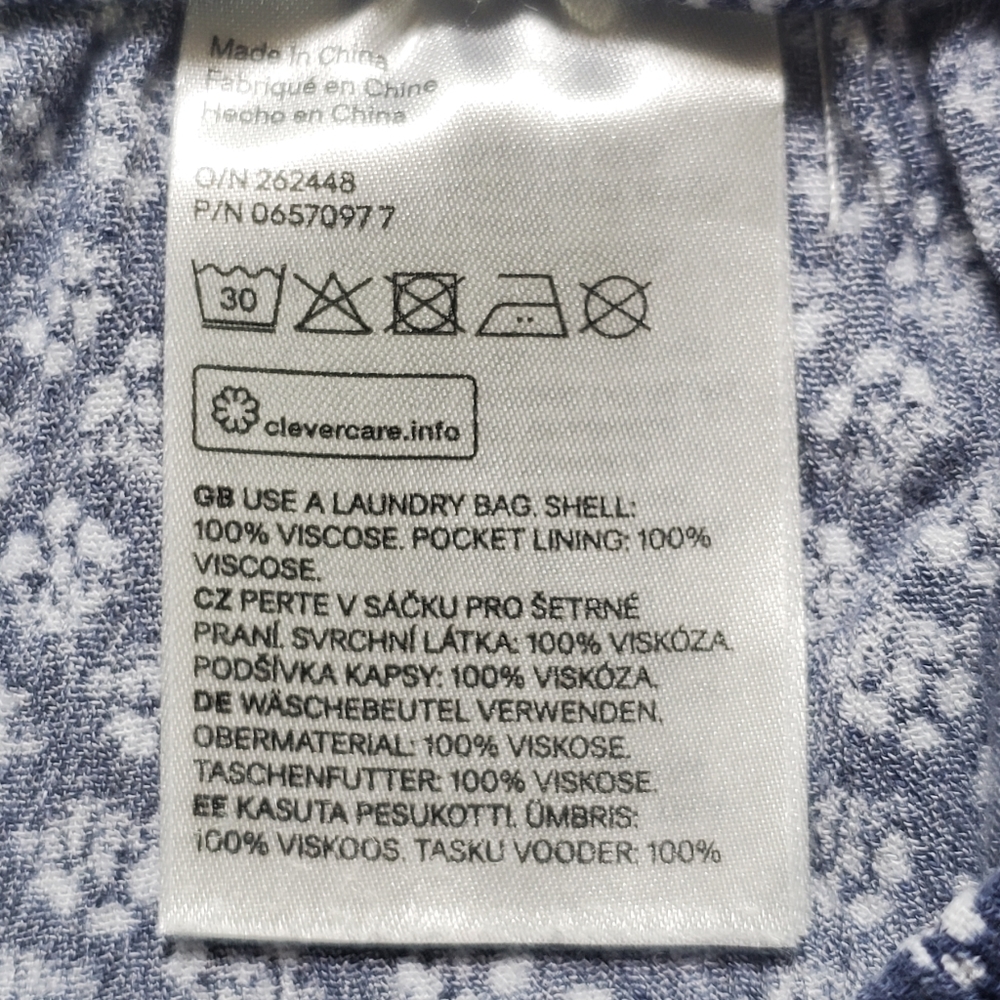 Made in China
Fabriqué en Chine
Hecho en China
O/N 262448
P/N 0657097 7
30
clevercare.info
GB USE A LAUNDRY BAG. SHELL:
100% VISCOSE. POCKET LINING: 100%
VISCOSE.
CZ PERTE V SÁČKU PRO ŠETRNÉ
PRANÍ. SVRCHNÍ LÁTKA: 100% VISKÓZA.
PODŠÍVKA KAPSY: 100% VISKÓZA.
DE WÄSCHEBEUTEL VERWENDEN.
OBERMATERIAL: 100% VISKOSE.
TASCHENFUTTER: 100% VISKOSE.
EE KASUTA PESUKOTTI. ÜMBRIS:
100% VISKOOS. TASKU VOODER: 100%